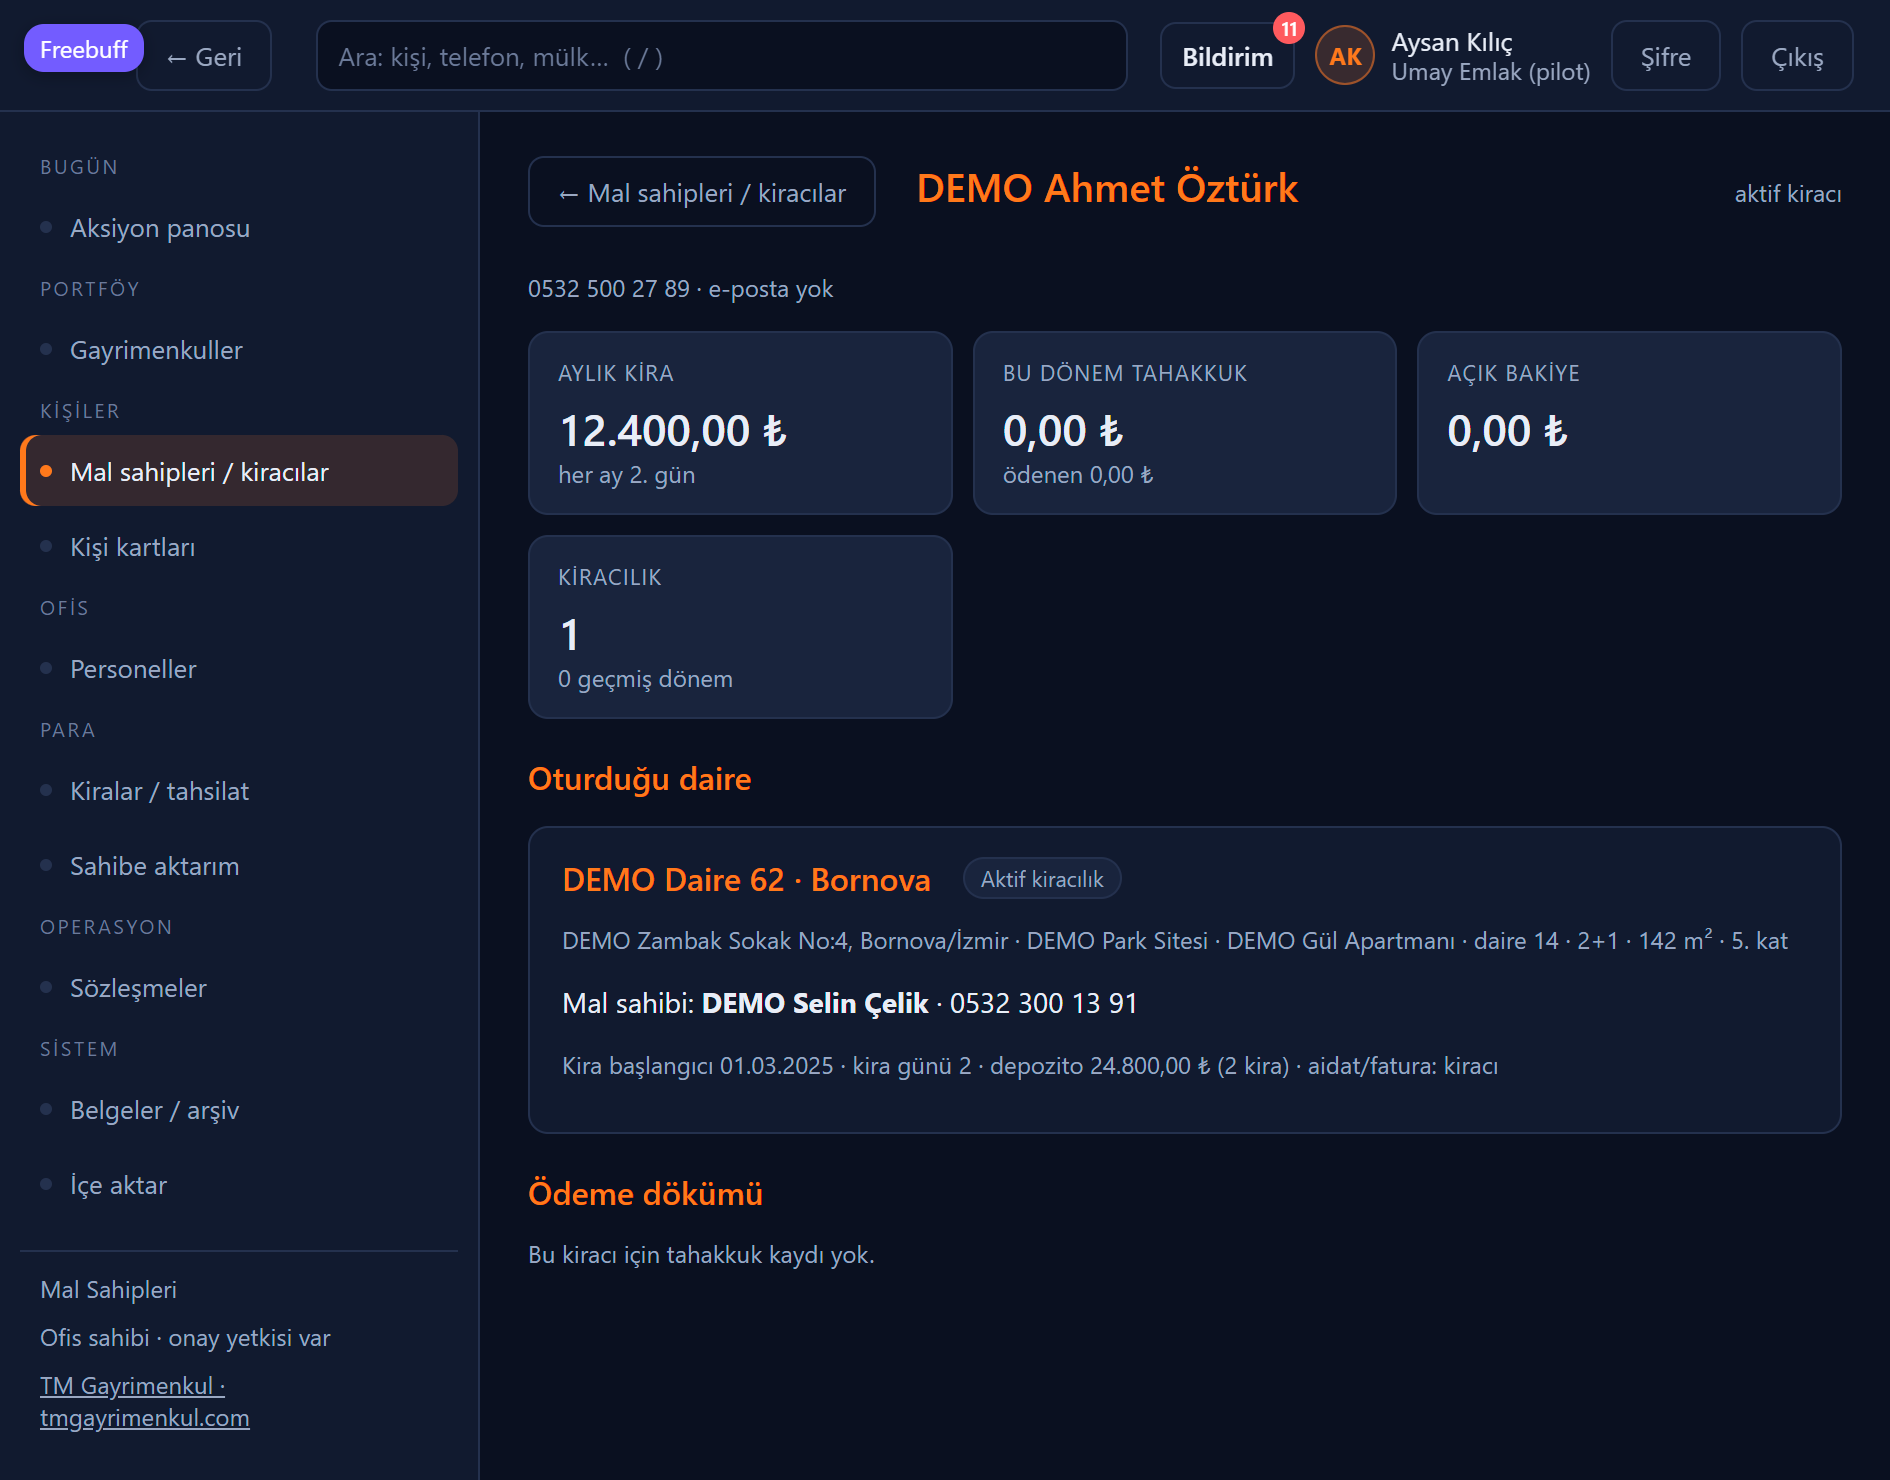 Freebuff
← Geri
Ara: kişi, telefon, mülk... ( / )
Bildirim
11
AK
Aysan Kılıç
Umay Emlak (pilot)
Şifre
Çıkış
BUGÜN
Aksiyon panosu
PORTFÖY
Gayrimenkuller
KİŞİLER
Mal sahipleri / kiracılar
Kişi kartları
OFİS
Personeller
PARA
Kiralar / tahsilat
Sahibe aktarım
OPERASYON
Sözleşmeler
SİSTEM
Belgeler / arşiv
İçe aktar
Mal Sahipleri
Ofis sahibi · onay yetkisi var
TM Gayrimenkul ·
tmgayrimenkul.com
← Mal sahipleri / kiracılar
DEMO Ahmet Öztürk
aktif kiracı
0532 500 27 89 · e-posta yok
AYLIK KİRA
12.400,00 ₺
her ay 2. gün
BU DÖNEM TAHAKKUK
0,00 ₺
ödenen 0,00 ₺
AÇIK BAKİYE
0,00 ₺
KİRACILIK
1
0 geçmiş dönem
Oturduğu daire
DEMO Daire 62 · Bornova
Aktif kiracılık
DEMO Zambak Sokak No:4, Bornova/İzmir · DEMO Park Sitesi · DEMO Gül Apartmanı · daire 14 · 2+1 · 142 m² · 5. kat
Mal sahibi: DEMO Selin Çelik · 0532 300 13 91
Kira başlangıcı 01.03.2025 · kira günü 2 · depozito 24.800,00 ₺ (2 kira) · aidat/fatura: kiracı
Ödeme dökümü
Bu kiracı için tahakkuk kaydı yok.